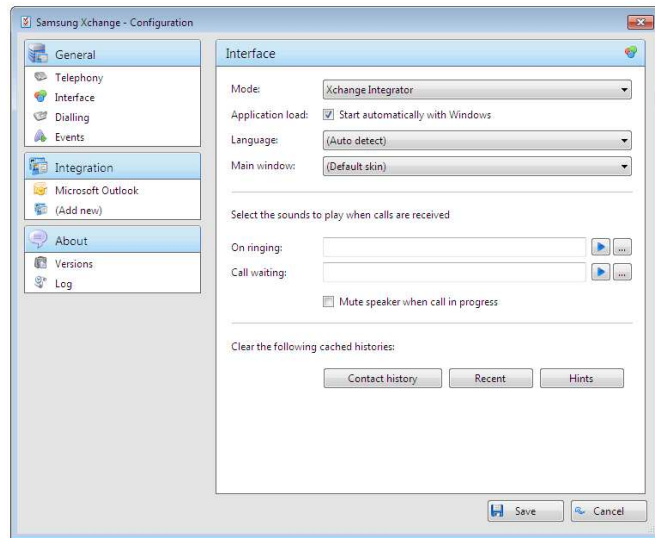 Samsung Xchange - Configuration
General
Telephony
Interface
Dialling
Events
Integration
Microsoft Outlook
(Add new)
About
Versions
Log
Interface
Mode: Xchange Integrator
Application load: Start automatically with Windows
Language: (Auto detect)
Main window: (Default skin)
Select the sounds to play when calls are received
On ringing: ...
Call waiting: ...
Mute speaker when call in progress
Clear the following cached histories:
Contact history Recent Hints
Save Cancel